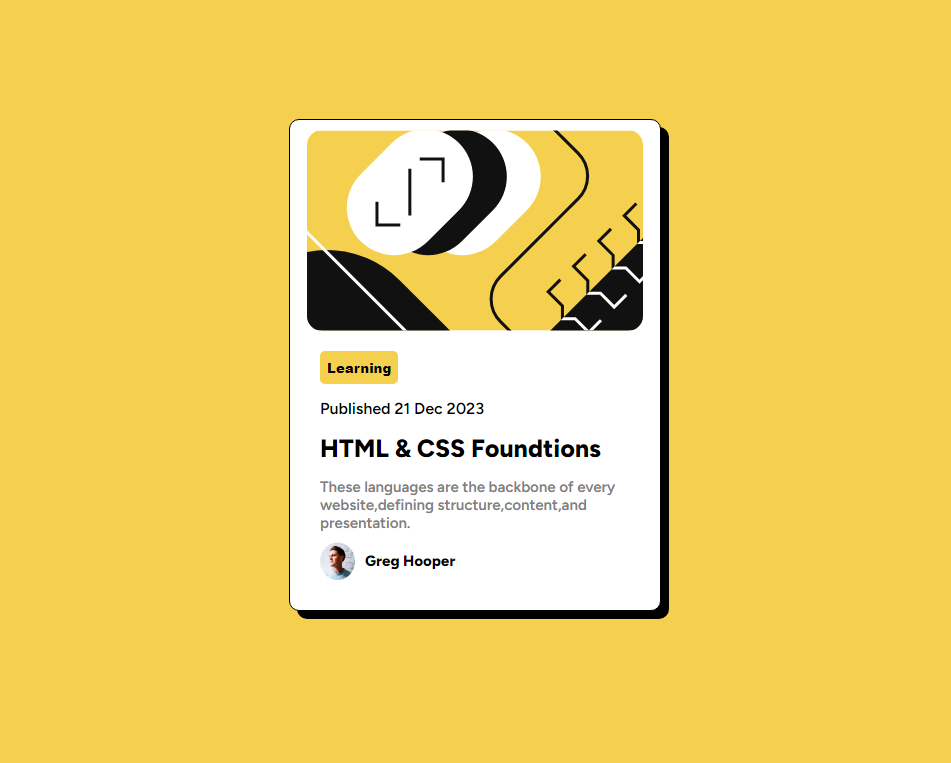 Learning
Published 21 Dec 2023
HTML & CSS Foundtions
These languages are the backbone of every
website,defining structure,content,and
presentation.
Greg Hooper